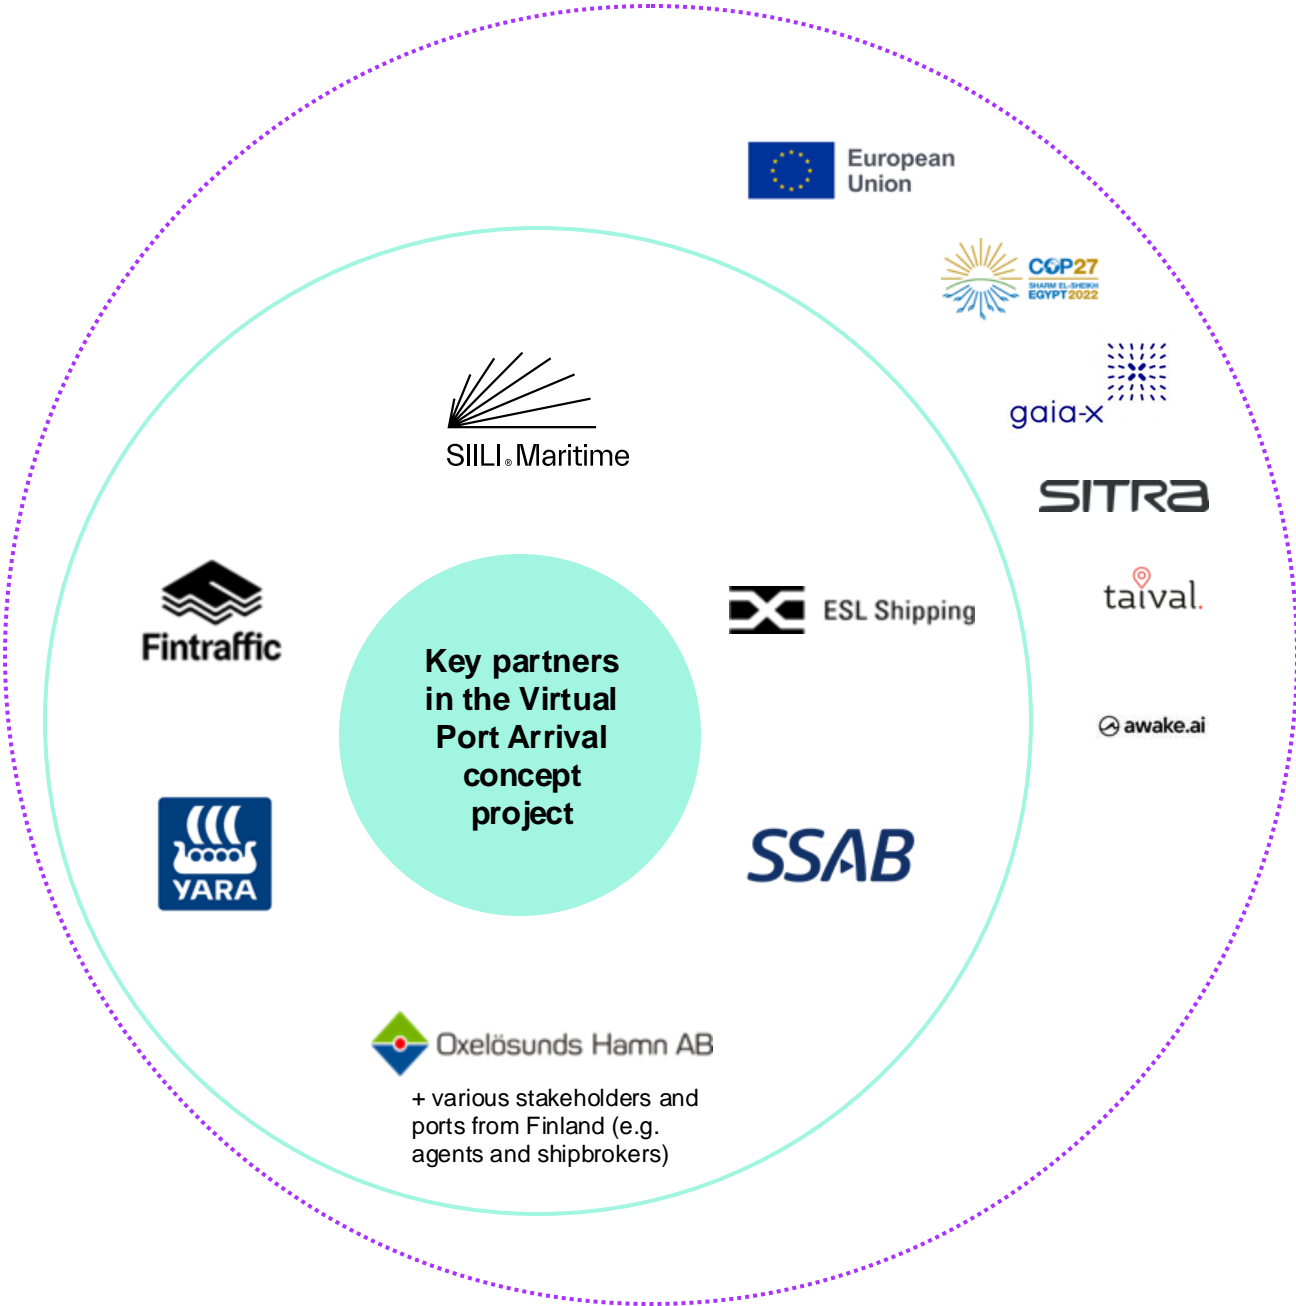 European
Union
COP27
SHARM EL-SHEIKH
EGYPT 2022
gaia-x
SIILI® Maritime
SITRA
taival.
Fintraffic
ESL Shipping
Key partners
in the Virtual
Port Arrival
concept
project
awake.ai
YARA
SSAB
Oxelösunds Hamn AB
+ various stakeholders and
ports from Finland (e.g.
agents and shipbrokers)